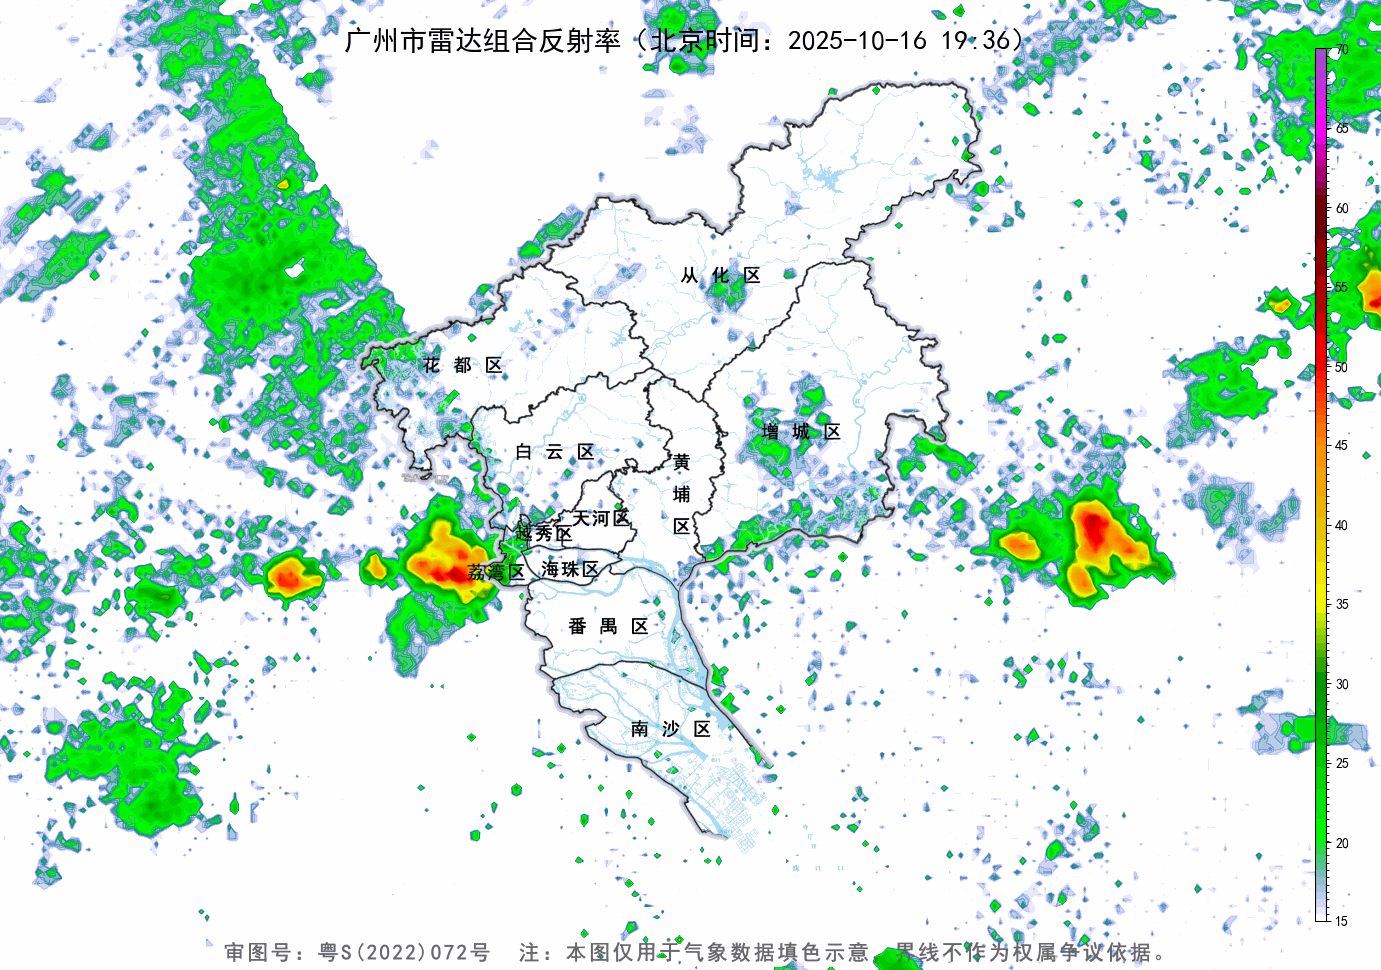 广州市雷达组合反射率（北京时间：2025-10-16 19:36）
70
65
60
55
50
45
40
35
30
25
20
15
从化区
花都区
增城区
白云区
黄埔区
天河区
越秀区
荔湾区
海珠区
番禺区
南沙区
审图号：粤S(2022)072号 注：本图仅用于气象数据填色示意，界线不作为权属争议依据。